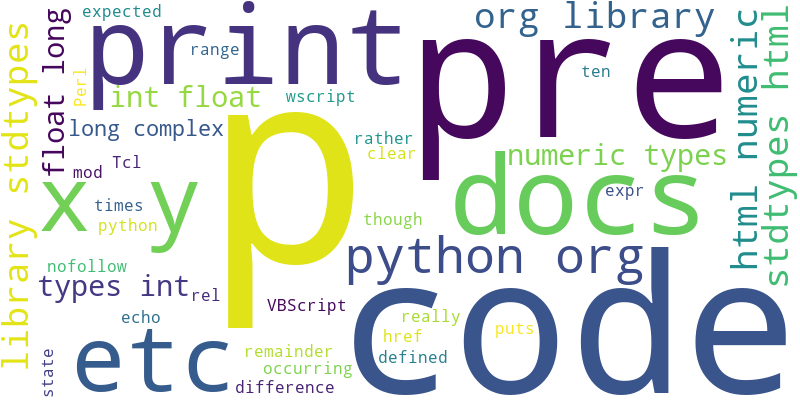 expected
print
org library
pre
library stdtypes
float long
Perl
range
int float
wscript
ten
html numeric
stdtypes html
long complex
rather
clear
numeric types
mod
Tcl
p
x y
times
python
though
docs
expr
nofollow
types int
rel
python org
VBScript
echo
etc
really
href
puts
code
defined
remainder
occurring
difference
state